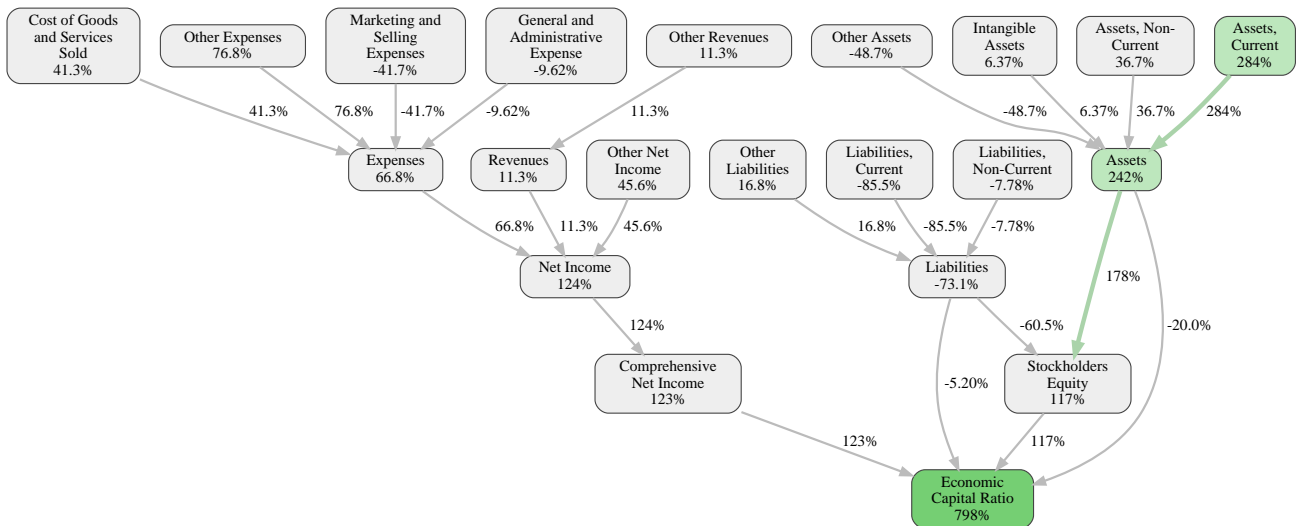 Cost of Goods
and Services
Sold
41.3%
Other Expenses
76.8%
Marketing and
Selling
Expenses
-41.7%
General and
Administrative
Expense
-9.62%
Other Revenues
11.3%
Other Assets
-48.7%
Intangible
Assets
6.37%
Assets, Non-
Current
36.7%
Assets,
Current
284%
41.3%
76.8%
-41.7%
-9.62%
11.3%
-48.7%
6.37%
36.7%
284%
Expenses
66.8%
Revenues
11.3%
Other Net
Income
45.6%
Other
Liabilities
16.8%
Liabilities,
Current
-85.5%
Liabilities,
Non-Current
-7.78%
Assets
242%
66.8%
11.3%
45.6%
16.8%
-85.5%
-7.78%
Net Income
124%
Liabilities
-73.1%
178%
124%
-60.5%
-20.0%
Comprehensive
Net Income
123%
-5.20%
Stockholders
Equity
117%
123%
117%
Economic
Capital Ratio
798%